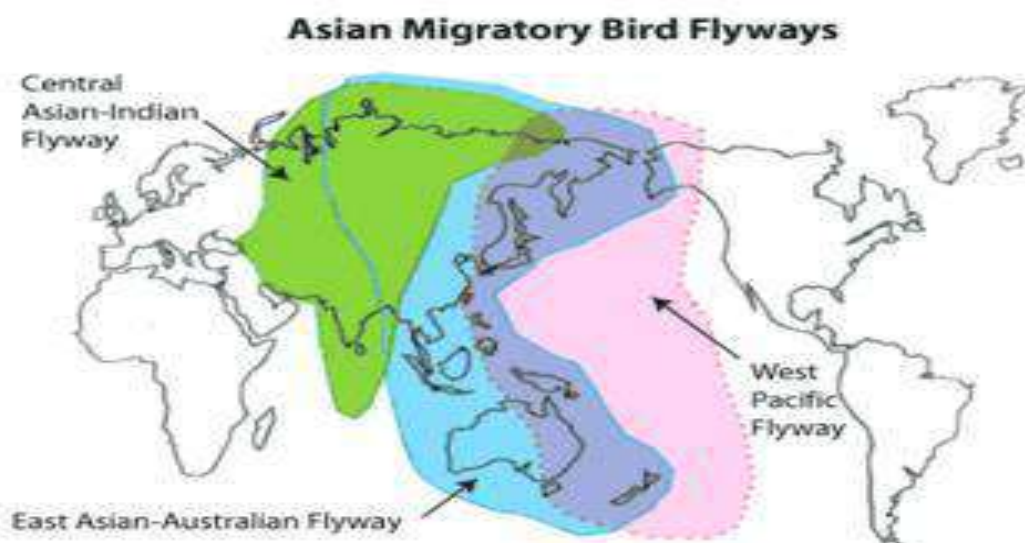 Asian Migratory Bird Flyways
Central
Asian-Indian
Flyway
West
Pacific
Flyway
East Asian-Australian Flyway